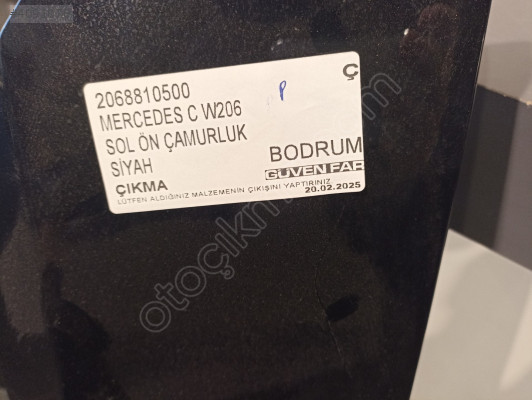 2068810500
MERCEDES C W206
SOL ÖN ÇAMURLUK
SİYAH
ÇIKMA
LÜTFEN ALDIĞINIZ MALZEMENİN ÇIKIŞINI YAPTIRINIZ
P
Ç
BODRUM
GÜVEN FAR
20.02.2025
otoçıkma